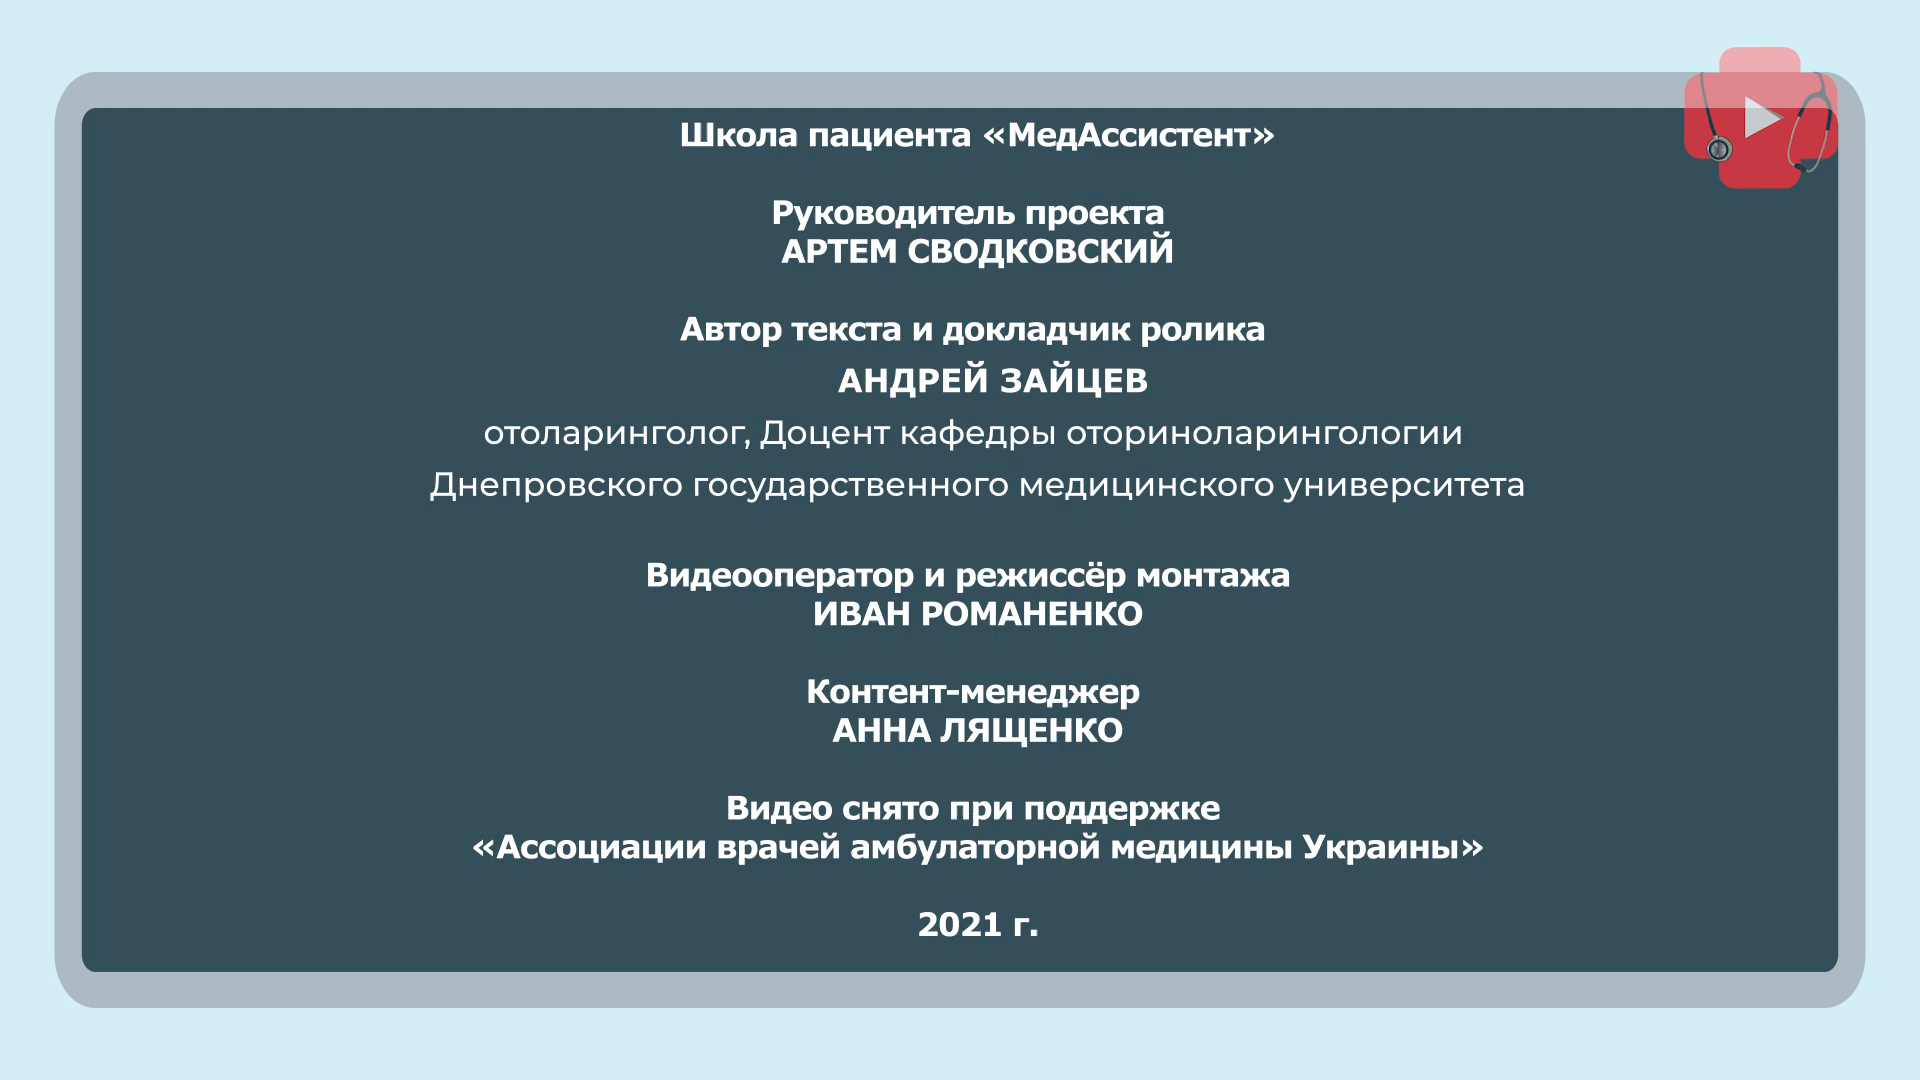 Школа пациента «МедАссистент»
Руководитель проекта
АРТЕМ СВОДКОВСКИЙ
Автор текста и докладчик ролика
АНДРЕЙ ЗАЙЦЕВ
отоларинголог, Доцент кафедры оториноларингологии
Днепровского государственного медицинского университета
Видеооператор и режиссёр монтажа
ИВАН РОМАНЕНКО
Контент-менеджер
АННА ЛЯЩЕНКО
Видео снято при поддержке
«Ассоциации врачей амбулаторной медицины Украины»
2021 г.